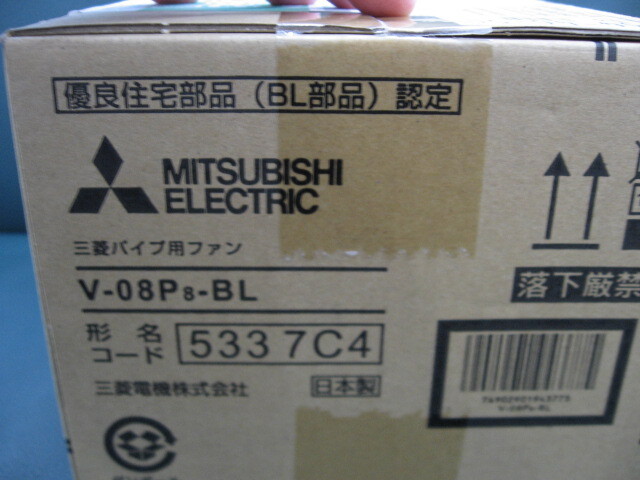 優良住宅部品（BL部品）認定
MITSUBISHI
ELECTRIC
三菱パイプ用ファン
V-08P8-BL
形名
コード 5337C4
三菱電機株式会社 日本製
落下厳禁
V-08P8-BL